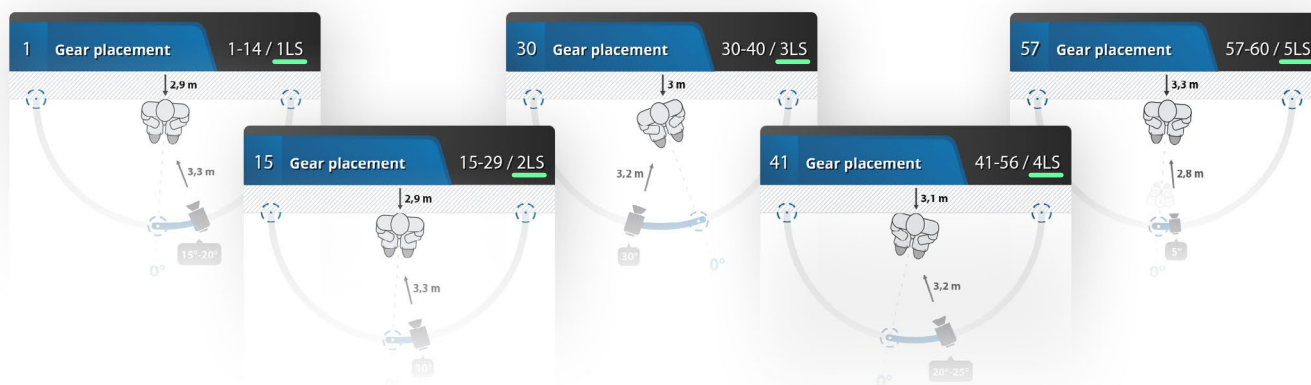 1 Gear placement 1-14 / 1LS
2,9 m
3,3 m
15°-20°
0°
15 Gear placement 15-29 / 2LS
2,9 m
3,3 m
10°
0°
30 Gear placement 30-40 / 3LS
3 m
3,2 m
30°
0°
41 Gear placement 41-56 / 4LS
3,1 m
3,2 m
20°-25°
0°
57 Gear placement 57-60 / 5LS
3,3 m
2,8 m
5°
0°